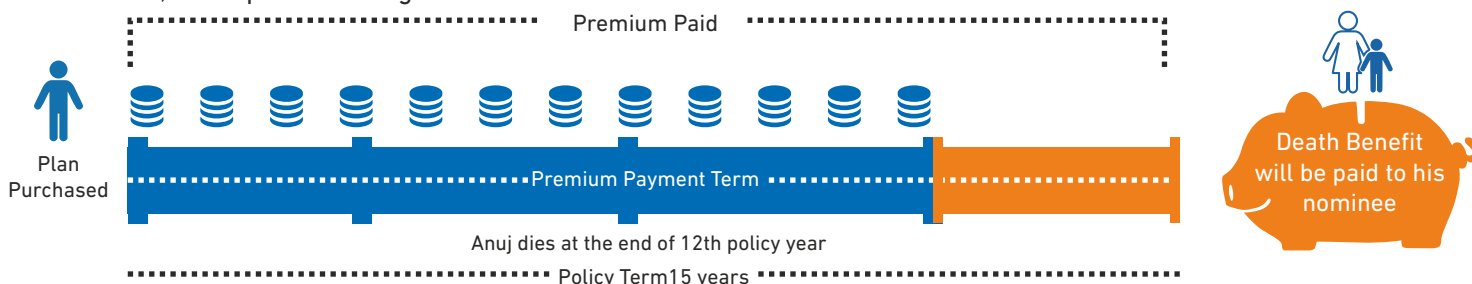 Premium Paid
Plan
Purchased
Premium Payment Term
Death Benefit
will be paid to his
nominee
Anuj dies at the end of 12th policy year
Policy Term15 years